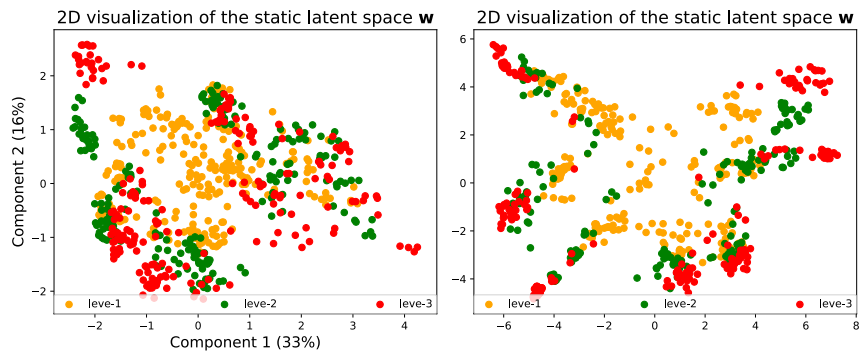 2D visualization of the static latent space w
2D visualization of the static latent space w
Component 2 (16%)
2
1
0
−1
−2
leve-1
leve-2
leve-3
−2
−1
0
1
2
3
4
Component 1 (33%)
6
4
2
0
−2
−4
leve-1
leve-2
leve-3
−6
−4
−2
0
2
4
6
8